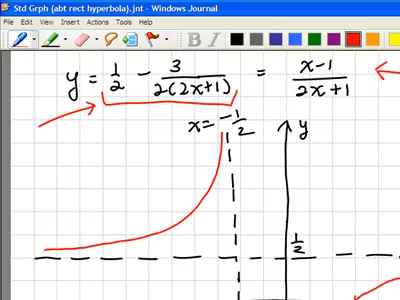 Std Grph (abt rect hyperbola).jnt - Windows Journal
Edit View Insert Actions Tools Help
y = 1/2 - 3/(2(2x+1)) = (x-1)/(2x+1)
x = -1/2
y
1/2